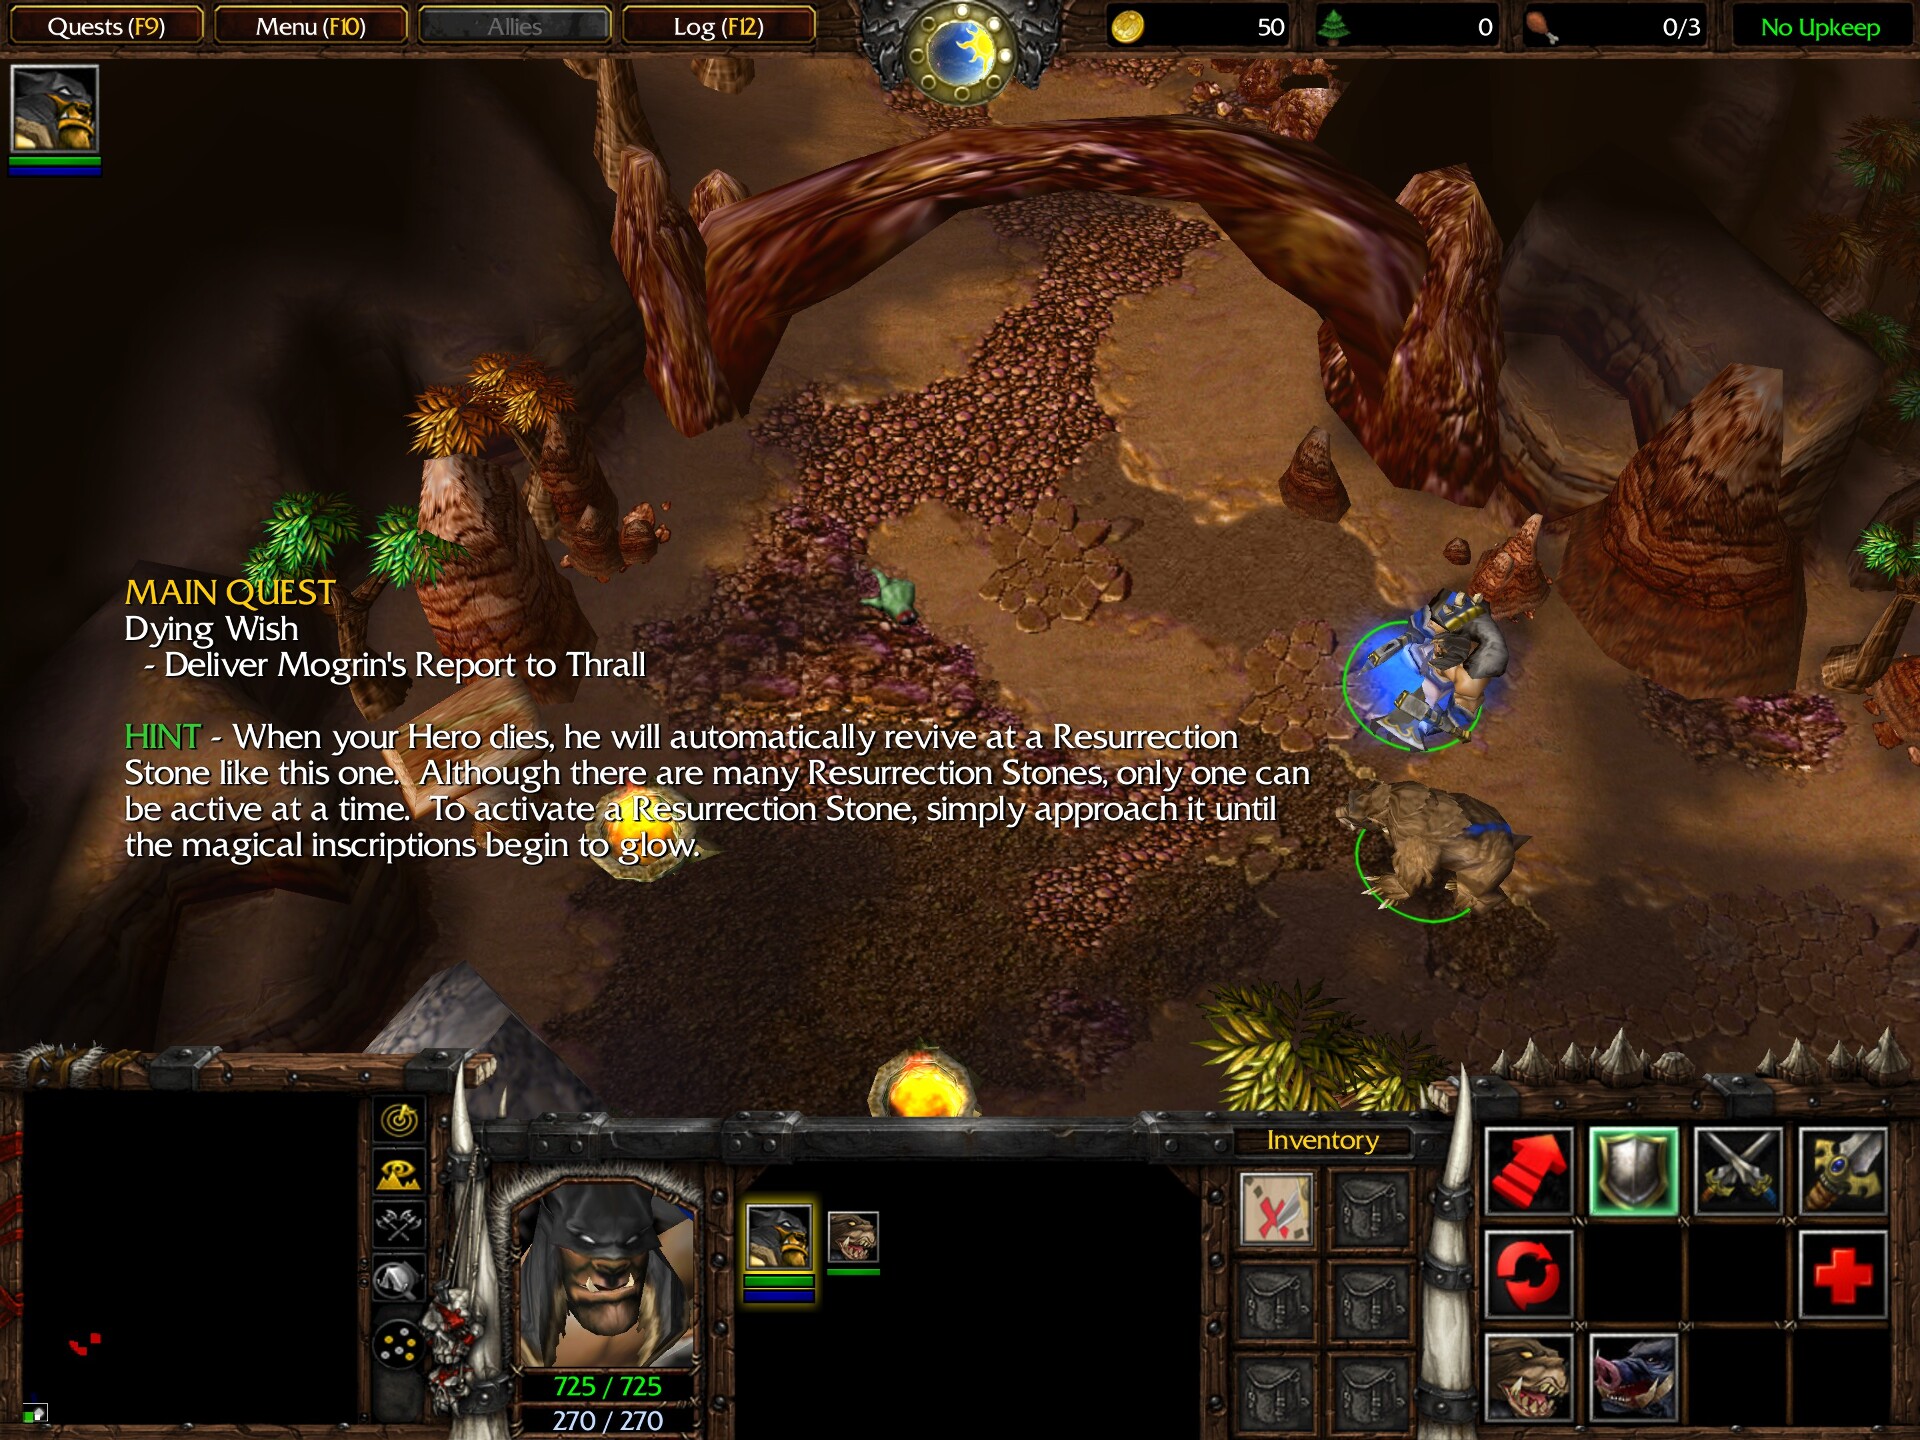 Quests (F9) Menu (F10) Allies Log (F12) 50 0 0/3 No Upkeep
MAIN QUEST
Dying Wish
- Deliver Mogrin's Report to Thrall
HINT - When your Hero dies, he will automatically revive at a Resurrection
Stone like this one. Although there are many Resurrection Stones, only one can
be active at a time. To activate a Resurrection Stone, simply approach it until
the magical inscriptions begin to glow.
Inventory
725 / 725
270 / 270